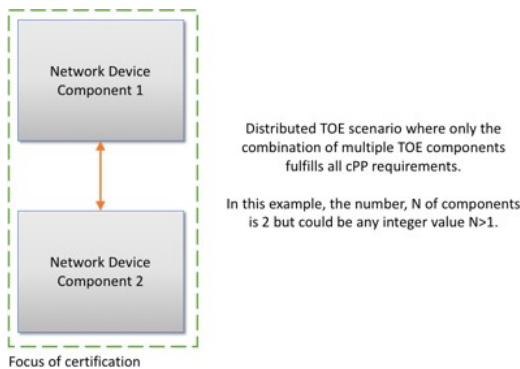 Network Device
Component 1
Distributed TOE scenario where only the
combination of multiple TOE components
fulfills all cPP requirements.
In this example, the number, N of components
is 2 but could be any integer value N>1.
Network Device
Component 2
Focus of certification